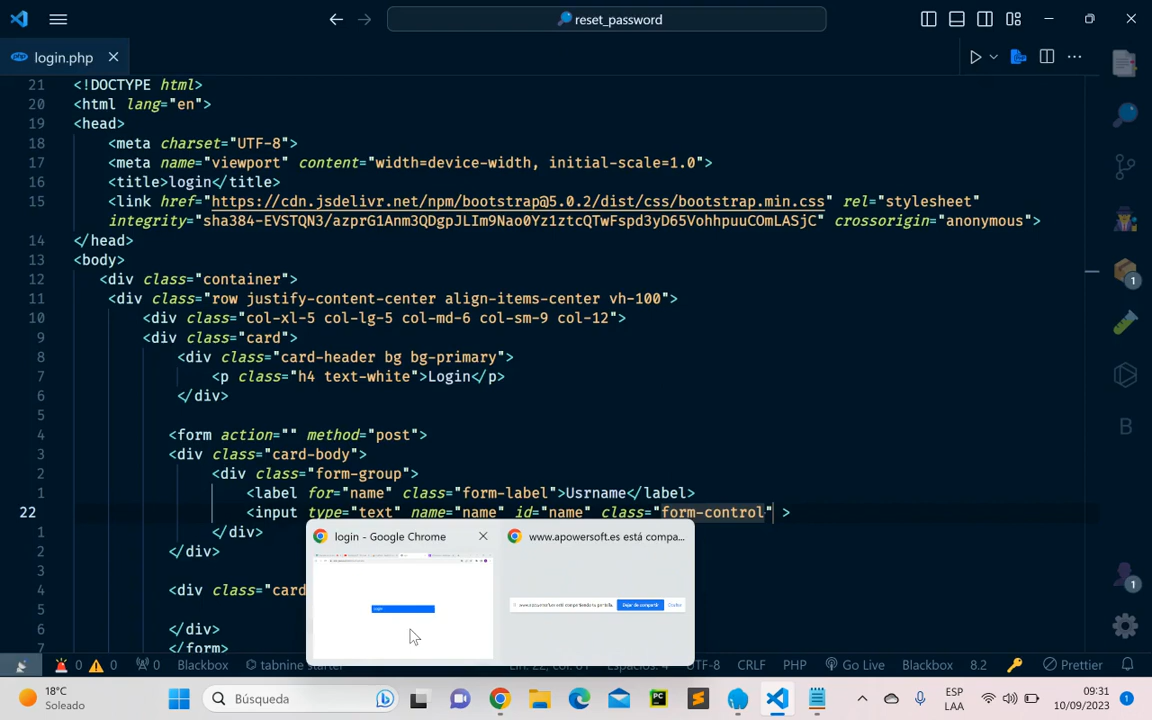 reset_password
login.php
21 <!DOCTYPE html>
20 <html lang="en">
19 <head>
18 <meta charset="UTF-8">
17 <meta name="viewport" content="width=device-width, initial-scale=1.0">
16 <title>login</title>
15 <link href="https://cdn.jsdelivr.net/npm/bootstrap@5.0.2/dist/css/bootstrap.min.css" rel="stylesheet"
integrity="sha384-EVSTQN3/azprG1Anm3QDgpJLIm9Nao0Yz1ztcQTwFspd3yD65VohhpuuCOmLASjC" crossorigin="anonymous">
14 </head>
13 <body>
12 <div class="container">
11 <div class="row justify-content-center align-items-center vh-100">
10 <div class="col-xl-5 col-lg-5 col-md-6 col-sm-9 col-12">
9 <div class="card">
8 <div class="card-header bg bg-primary">
7 <p class="h4 text-white">Login</p>
6 </div>
5
4 <form action="" method="post">
3 <div class="card-body">
2 <div class="form-group">
1 <label for="name" class="form-label">Usrname</label>
22 <input type="text" name="name" id="name" class="form-control" >
1 </div>
2 </div>
3
4 <div class="card
5
6 </div>
7 </form>
login - Google Chrome
www.apowersoft.es está compa...
Dejar de compartir
0 0 0 Blackbox tabnine starter
UTF-8 CRLF PHP Go Live Blackbox 8.2 Prettier
1
1
B
18°C
Soleado
Búsqueda
PC
ESP
LAA
09:31
10/09/2023
1